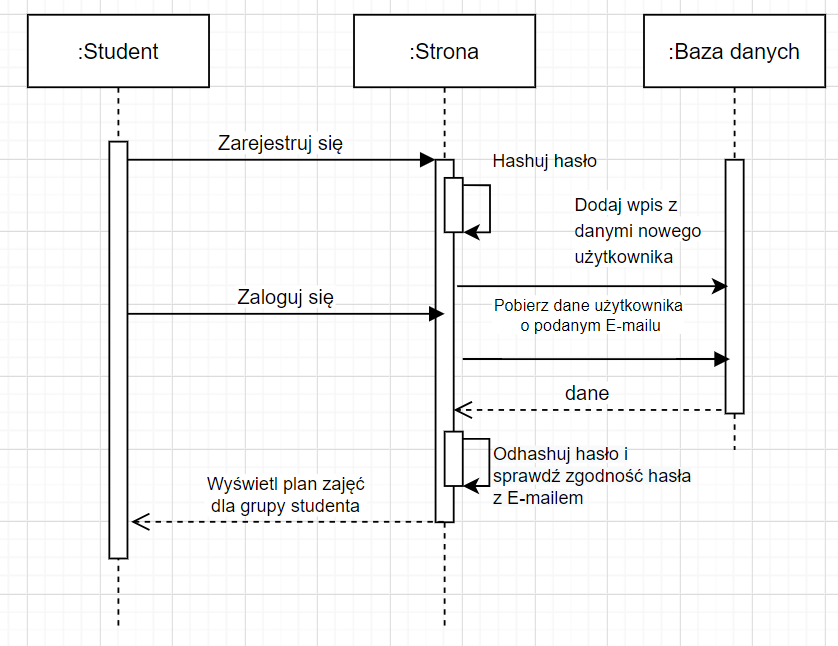 :Student
:Strona
:Baza danych
Zarejestruj się
Hashuj hasło
Dodaj wpis z
danymi nowego
użytkownika
Zaloguj się
Pobierz dane użytkownika
o podanym E-mailu
dane
Odhashuj hasło i
sprawdź zgodność hasła
z E-mailem
Wyświetl plan zajęć
dla grupy studenta